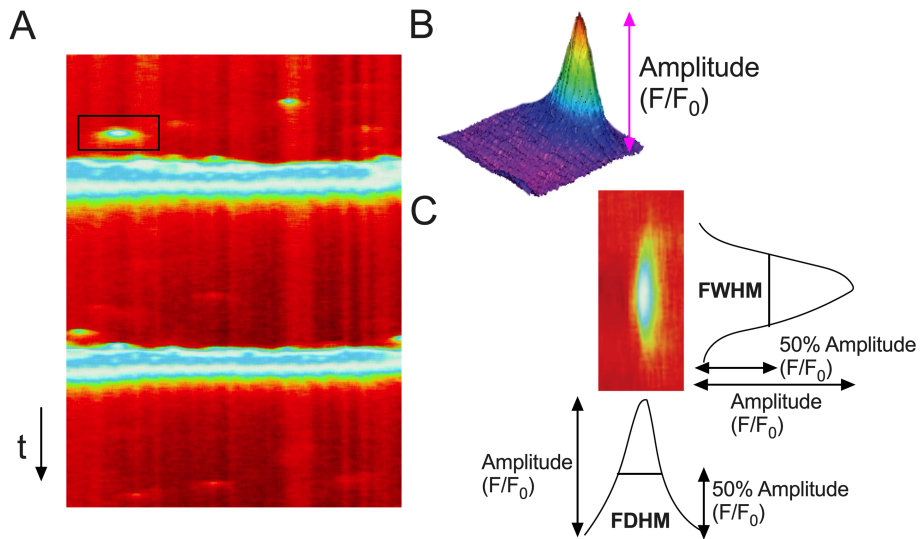 A
B
Amplitude
(F/F0)
C
FWHM
50% Amplitude
(F/F0)
Amplitude
(F/F0)
t
Amplitude
(F/F0)
50% Amplitude
(F/F0)
FDHM